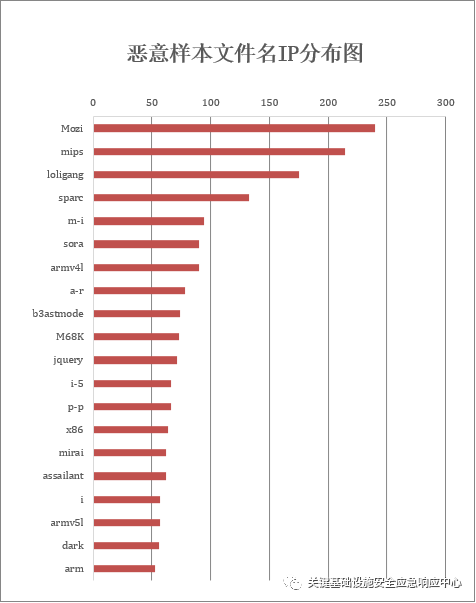 恶意样本文件名IP分布图
0 50 100 150 200 250 300
Mozi
mips
loligang
sparc
m-i
sora
armv4l
a-r
b3astmode
M68K
jquery
i-5
p-p
x86
mirai
assailant
i
armv5l
dark
arm
关键基础设施安全应急响应中心